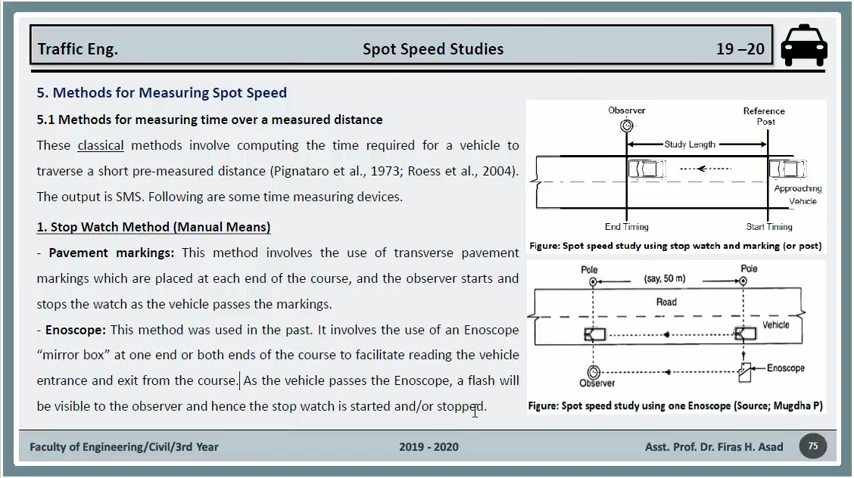 Traffic Eng.
Spot Speed Studies
19 –20
5. Methods for Measuring Spot Speed
5.1 Methods for measuring time over a measured distance
These classical methods involve computing the time required for a vehicle to
traverse a short pre-measured distance (Pignataro et al., 1973; Roess et al., 2004).
The output is SMS. Following are some time measuring devices.
1. Stop Watch Method (Manual Means)
- Pavement markings: This method involves the use of transverse pavement
markings which are placed at each end of the course, and the observer starts and
stops the watch as the vehicle passes the markings.
- Enoscope: This method was used in the past. It involves the use of an Enoscope
“mirror box” at one end or both ends of the course to facilitate reading the vehicle
entrance and exit from the course. As the vehicle passes the Enoscope, a flash will
be visible to the observer and hence the stop watch is started and/or stopped.
Observer
Reference
Post
Study Length
Approaching
Vehicle
End Timing
Start Timing
Figure: Spot speed study using stop watch and marking (or post)
Pole
(say, 50 m)
Pole
Road
Vehicle
Enoscope
Observer
Figure: Spot speed study using one Enoscope (Source; Mugdha P)
Faculty of Engineering/Civil/3rd Year
2019 - 2020
Asst. Prof. Dr. Firas H. Asad
75